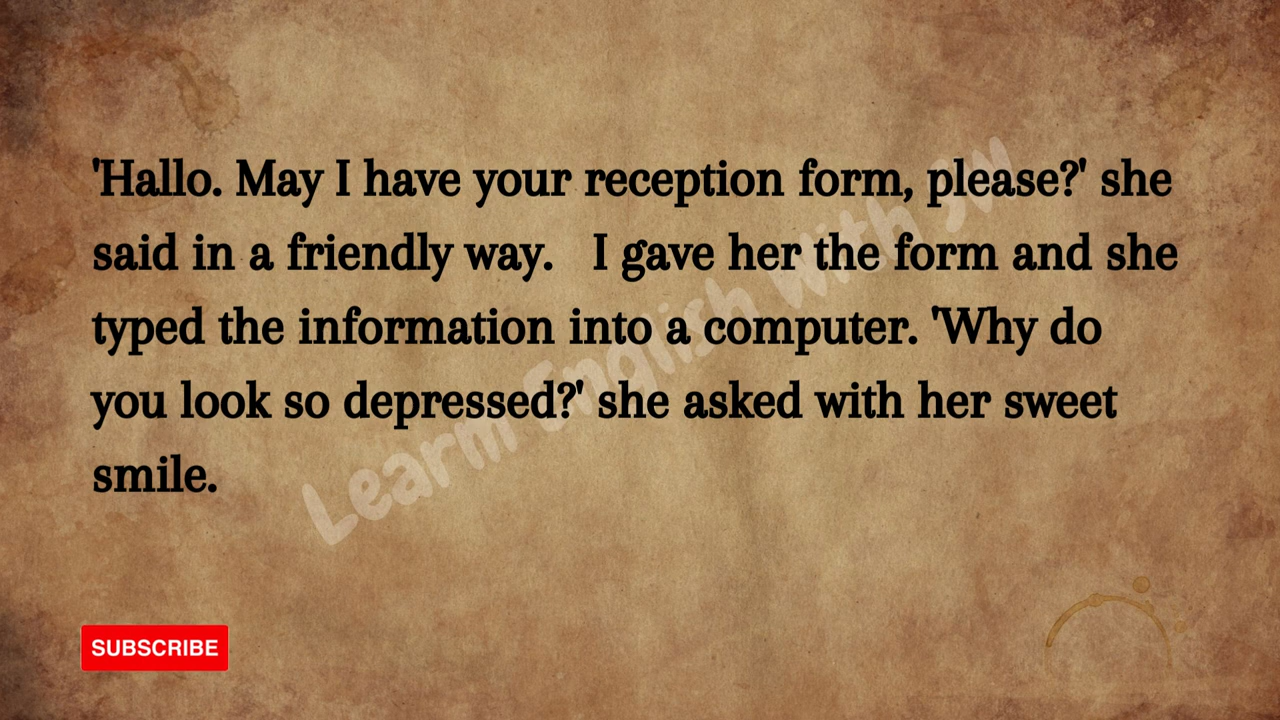 'Hallo. May I have your reception form, please?' she
said in a friendly way.   I gave her the form and she
typed the information into a computer. 'Why do
you look so depressed?' she asked with her sweet
smile.
Learm English With Jw
SUBSCRIBE